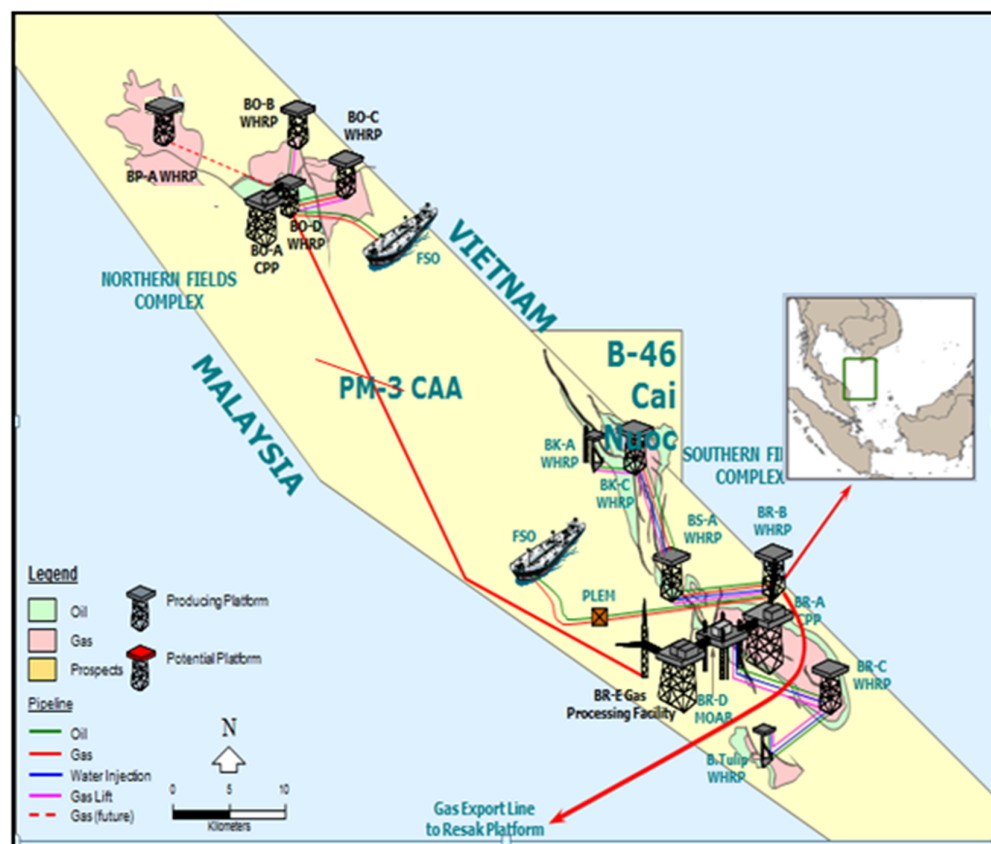 BO-B
WHRP
BO-C
WHRP
BP-A WHRP
BO-D
WHRP
BO-A
CPP
FSO
NORTHERN FIELDS
COMPLEX
VIETNAM
MALAYSIA
PM-3 CAA
B-46
Cai
Nuoc
BK-A
WHRP
BK-C
WHRP
SOUTHERN FI
COMPLEX
BS-A
WHRP
BR-B
WHRP
FSO
PLEM
BR-A
CPP
BR-C
WHRP
BR-E Gas
Processing Facility
BR-D
MOAB
B.Tulip
WHRP
Gas Export Line
to Resak Platform
Legend
Oil
Gas
Prospects
Producing Platform
Potential Platform
Pipeline
Oil
Gas
Water Injection
Gas Lift
Gas (future)
N
0 5 10
Kilometers